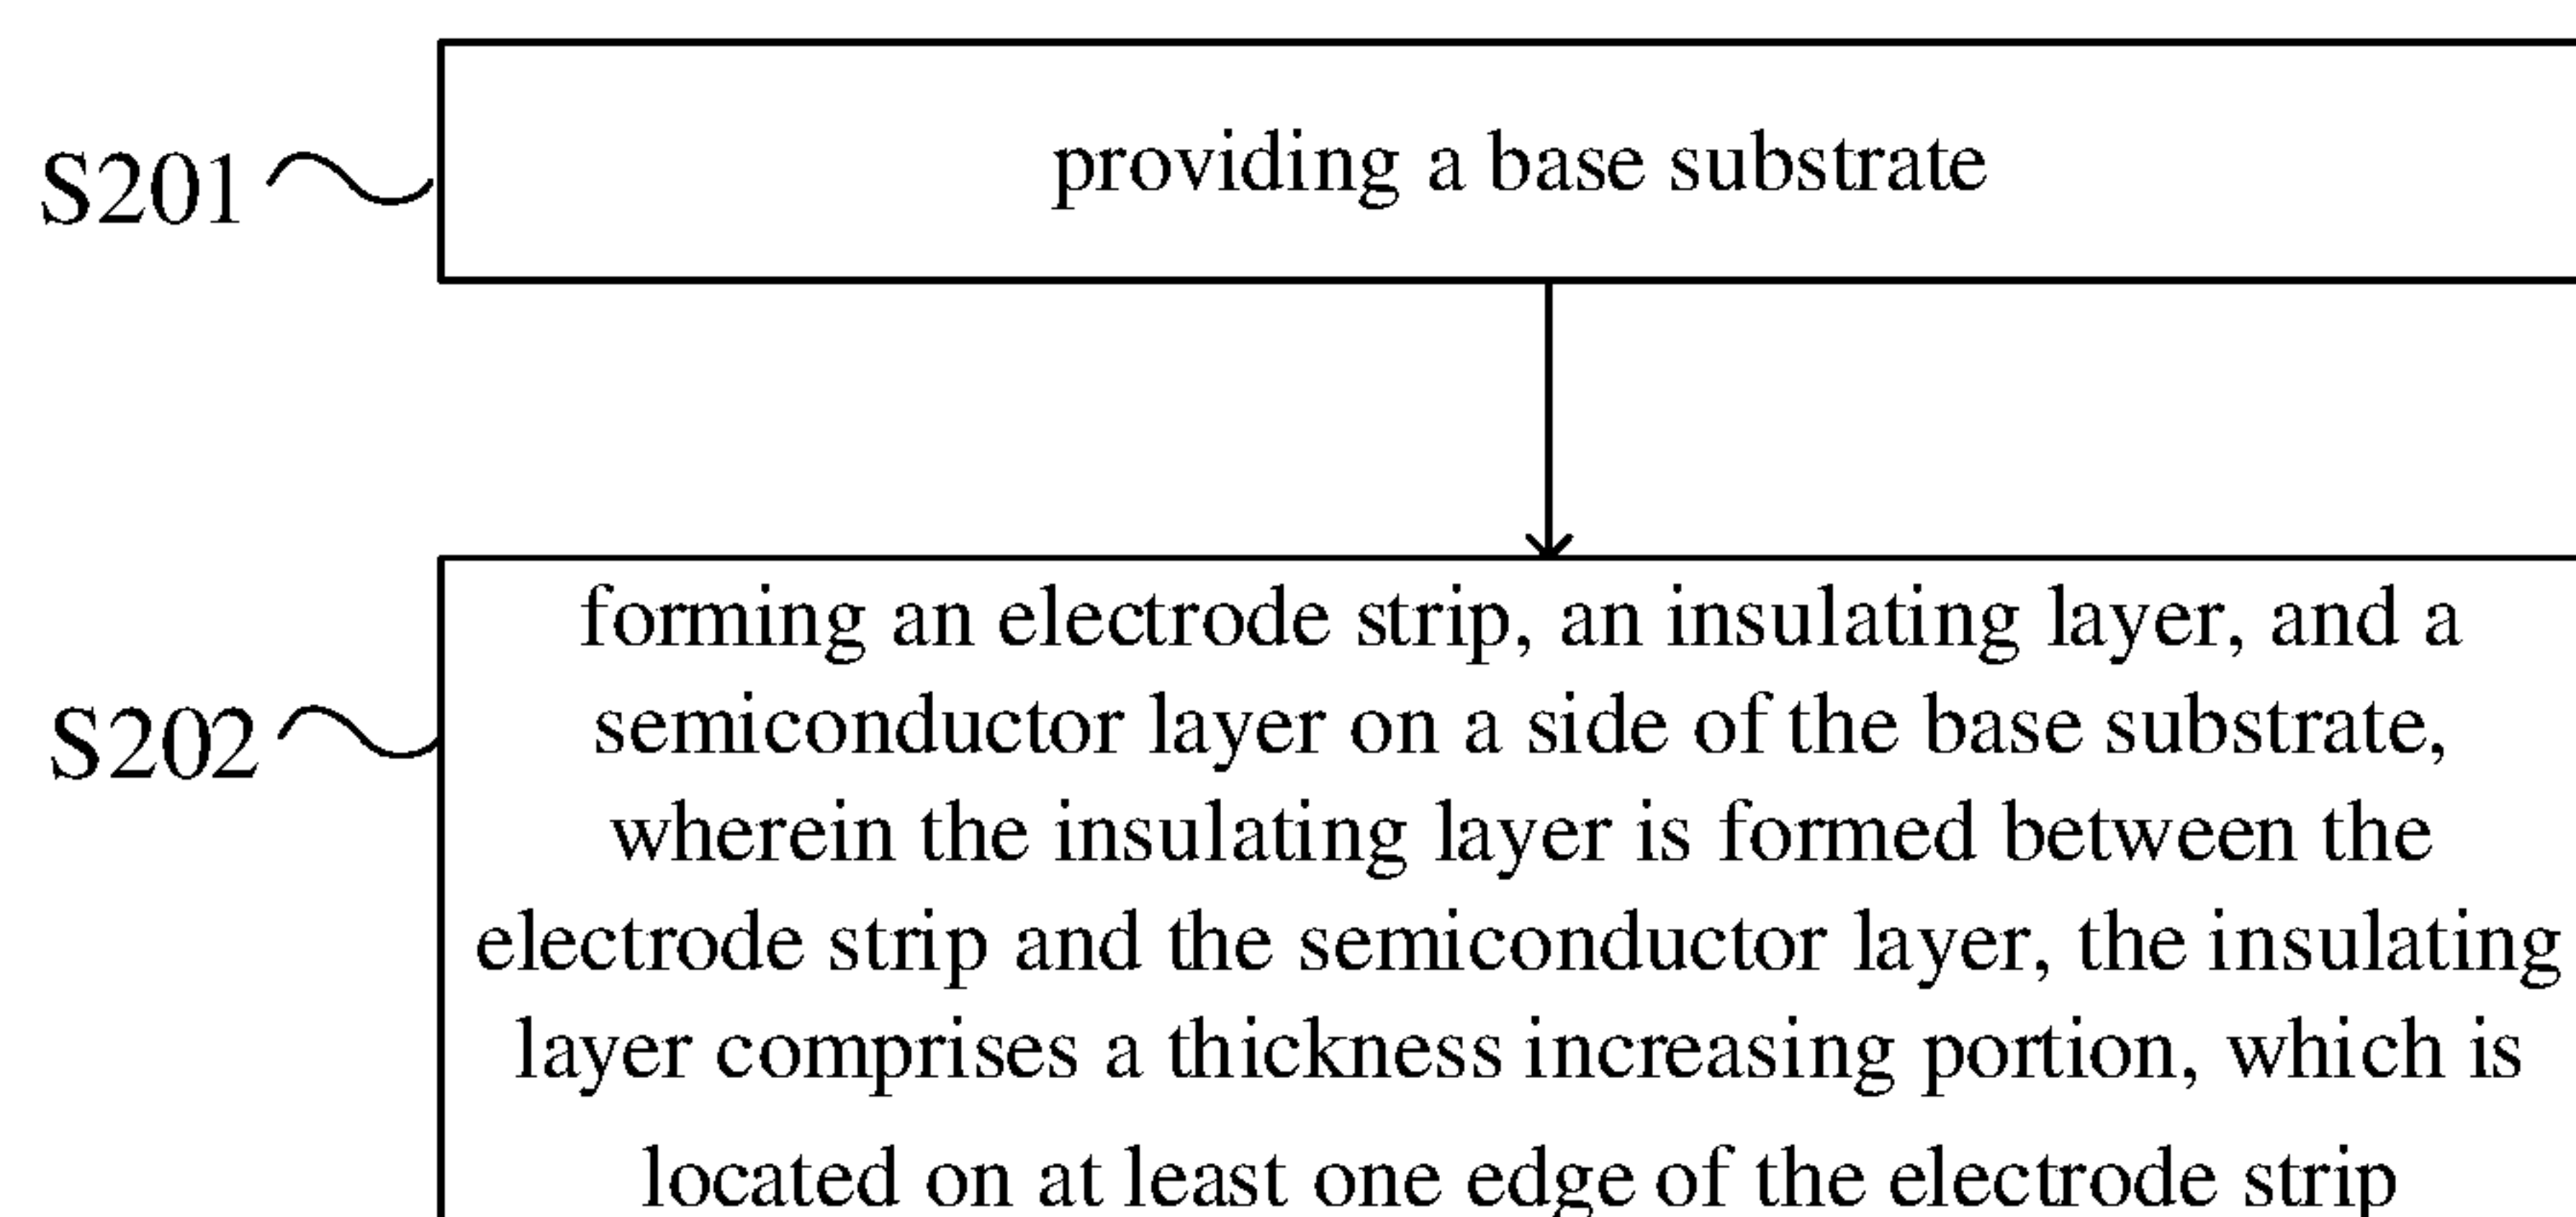 S201
providing a base substrate
S202
forming an electrode strip, an insulating layer, and a
semiconductor layer on a side of the base substrate,
wherein the insulating layer is formed between the
electrode strip and the semiconductor layer, the insulating
layer comprises a thickness increasing portion, which is
located on at least one edge of the electrode strip